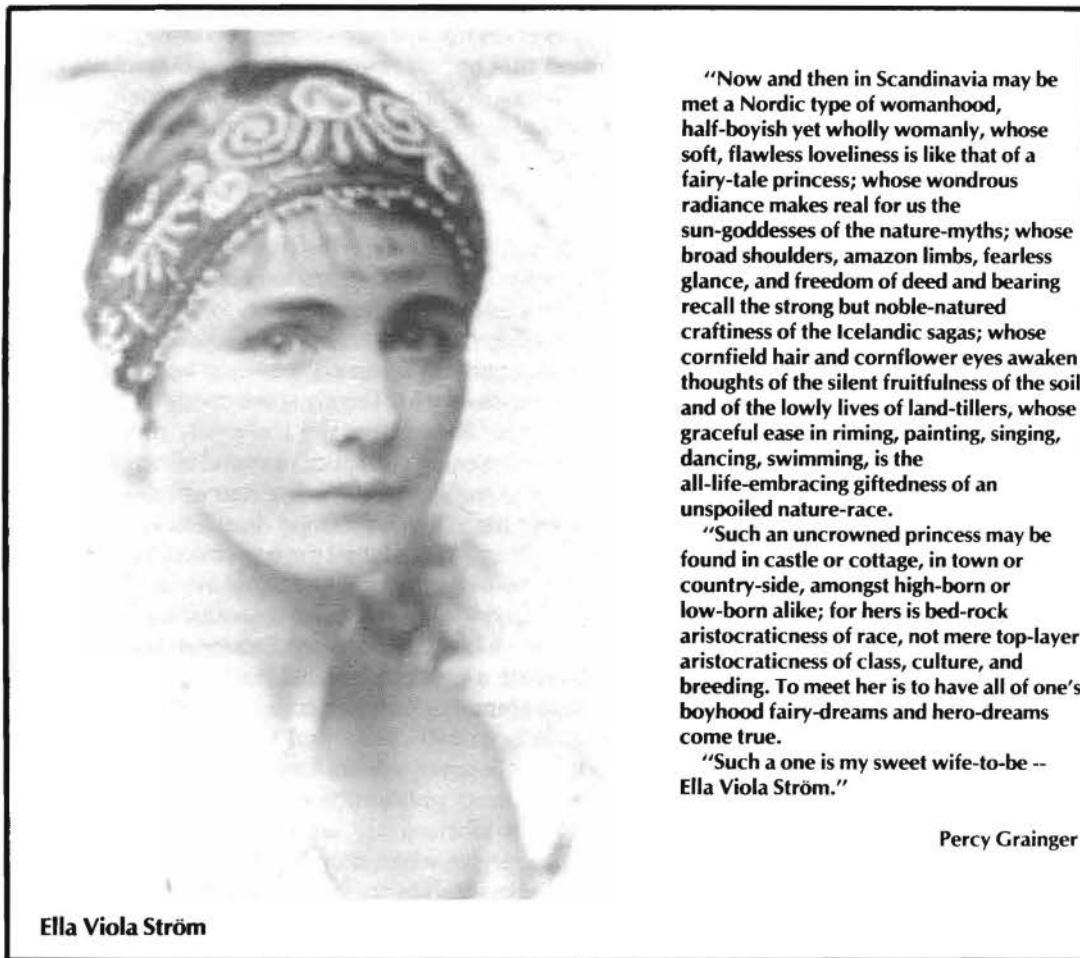 "Now and then in Scandinavia may be
met a Nordic type of womanhood,
half-boyish yet wholly womanly, whose
soft, flawless loveliness is like that of a
fairy-tale princess; whose wondrous
radiance makes real for us the
sun-goddesses of the nature-myths; whose
broad shoulders, amazon limbs, fearless
glance, and freedom of deed and bearing
recall the strong but noble-natured
craftiness of the Icelandic sagas; whose
cornfield hair and cornflower eyes awaken
thoughts of the silent fruitfulness of the soil
and of the lowly lives of land-tillers, whose
graceful ease in riming, painting, singing,
dancing, swimming, is the
all-life-embracing giftedness of an
unspoiled nature-race.
"Such an uncrowned princess may be
found in castle or cottage, in town or
country-side, amongst high-born or
low-born alike; for hers is bed-rock
aristocraticness of race, not mere top-layer
aristocraticness of class, culture, and
breeding. To meet her is to have all of one's
boyhood fairy-dreams and hero-dreams
come true.
"Such a one is my sweet wife-to-be --
Ella Viola Ström."
Percy Grainger
Ella Viola Ström